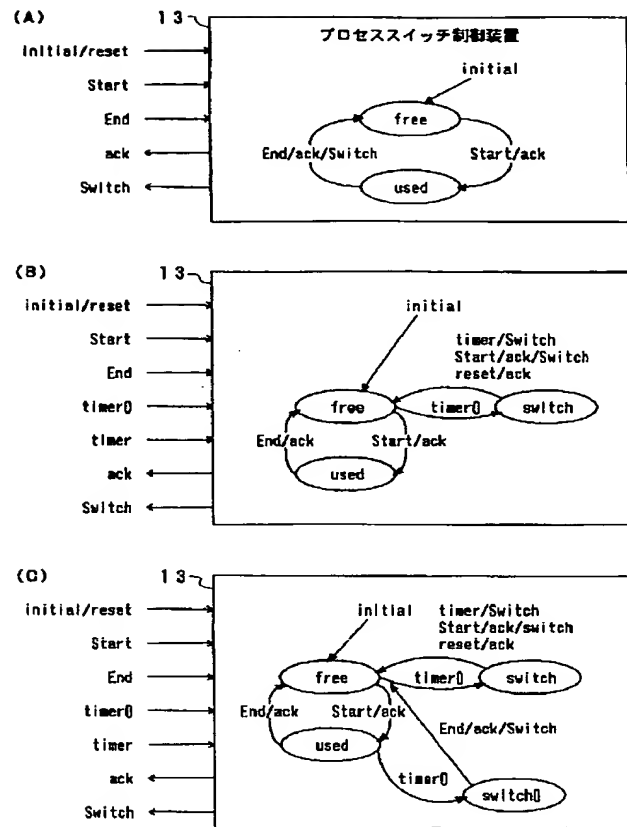 (A)
13
プロセススイッチ制御装置
initial/reset
Start
End
ack
Switch
initial
free
End/ack/Switch
Start/ack
used
(B)
13
initial/reset
Start
End
timer0
timer
ack
Switch
initial
timer/Switch
Start/ack/Switch
reset/ack
free
timer0
switch
End/ack
Start/ack
used
(C)
13
initial/reset
Start
End
timer0
timer
ack
Switch
initial
timer/Switch
Start/ack/switch
reset/ack
free
timer0
switch
End/ack
Start/ack
End/ack/Switch
used
timer0
switch0